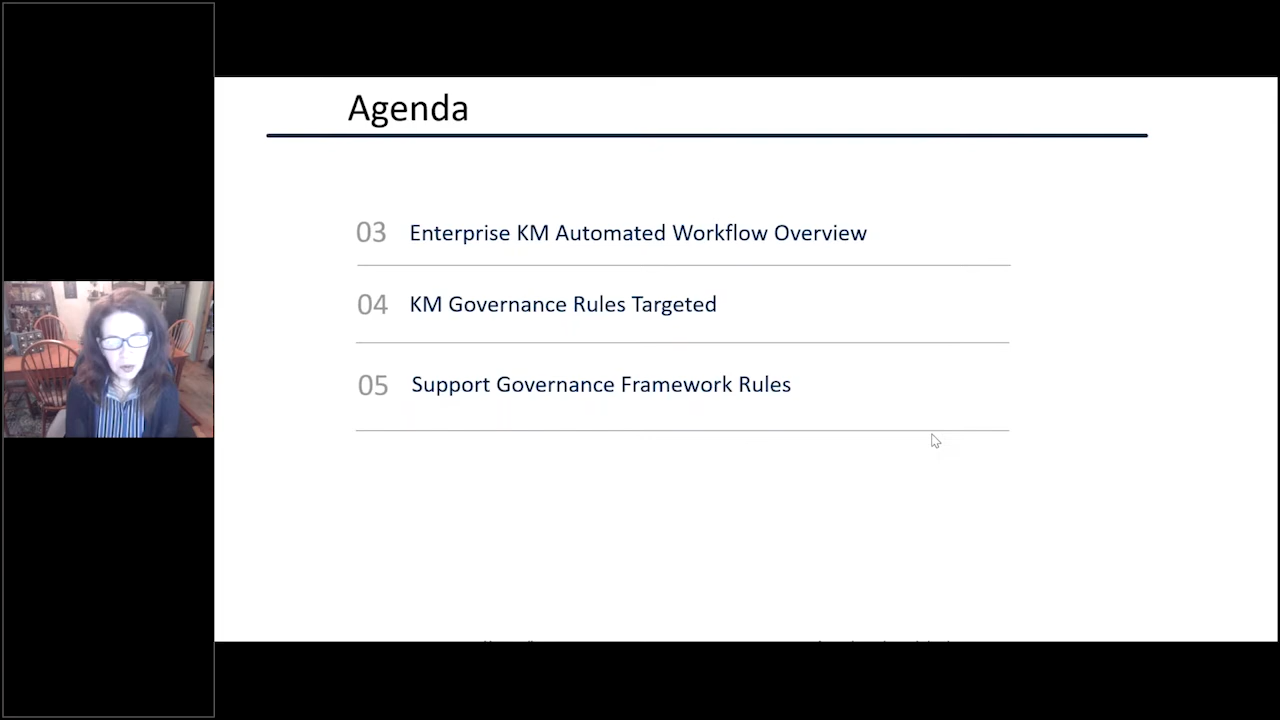 Agenda
03 Enterprise KM Automated Workflow Overview
04 KM Governance Rules Targeted
05 Support Governance Framework Rules